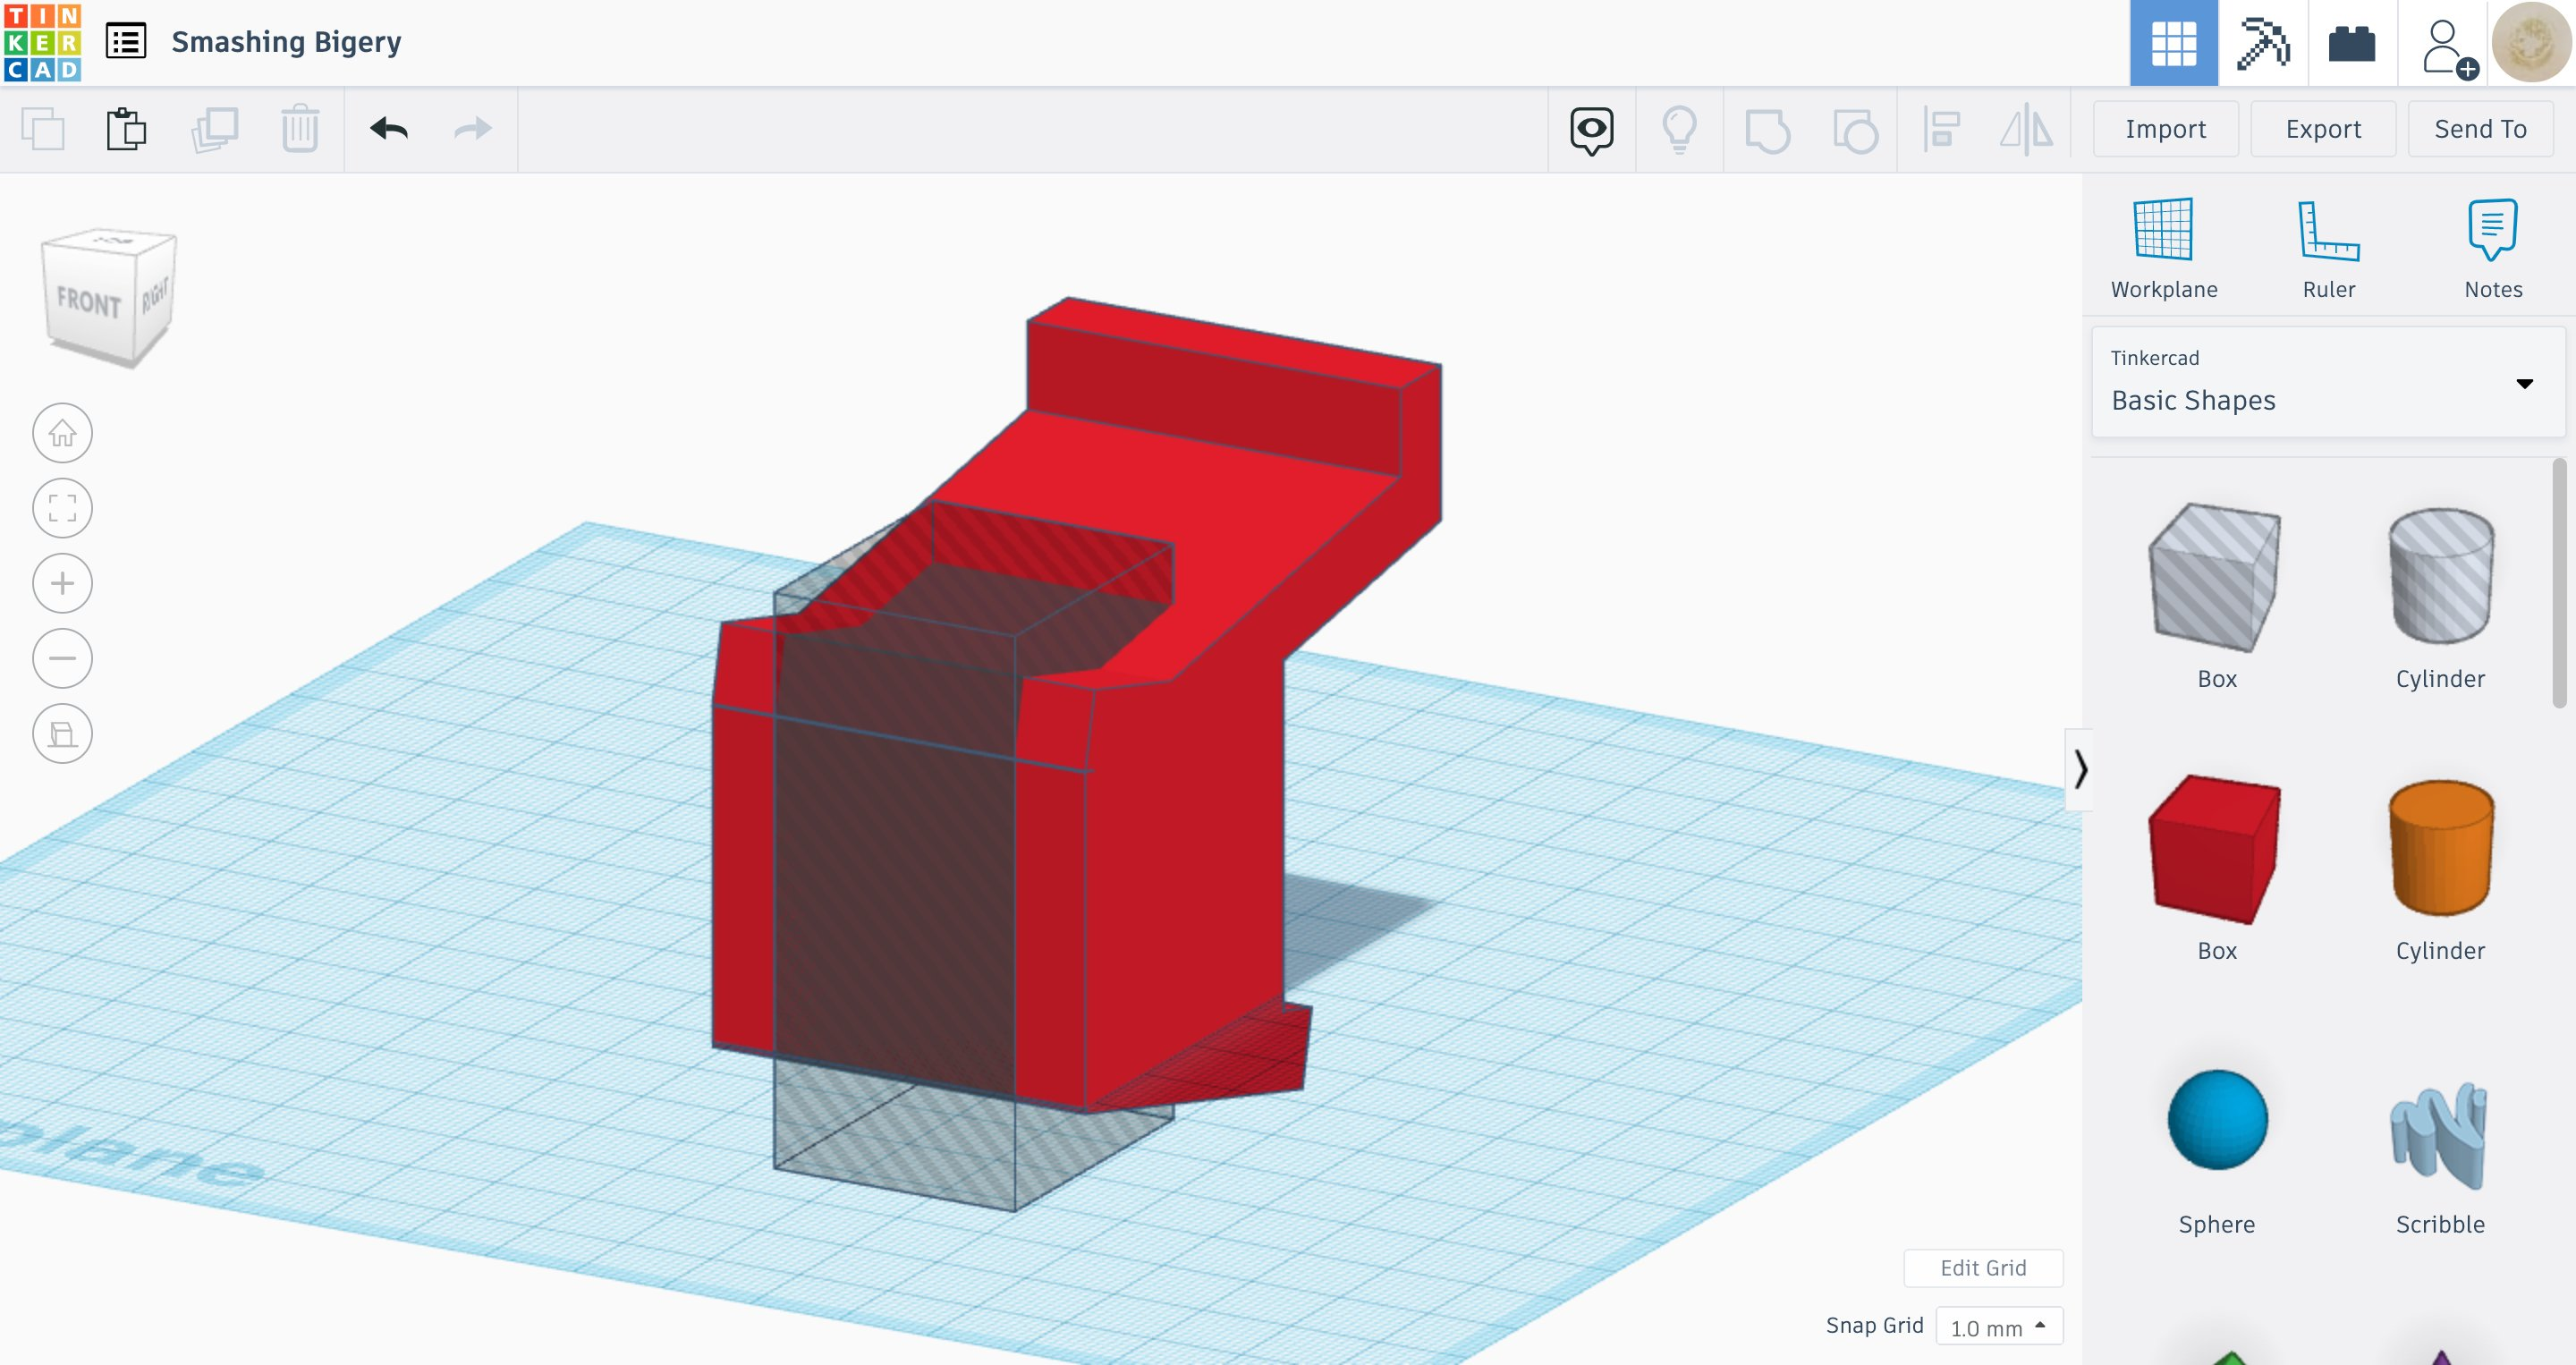 TIN
KER
CAD
Smashing Bigery
Import
Export
Send To
TOP
FRONT
RIGHT
Workplane
Ruler
Notes
Tinkercad
Basic Shapes
Box
Cylinder
Box
Cylinder
Sphere
Scribble
plane
Edit Grid
Snap Grid
1.0 mm